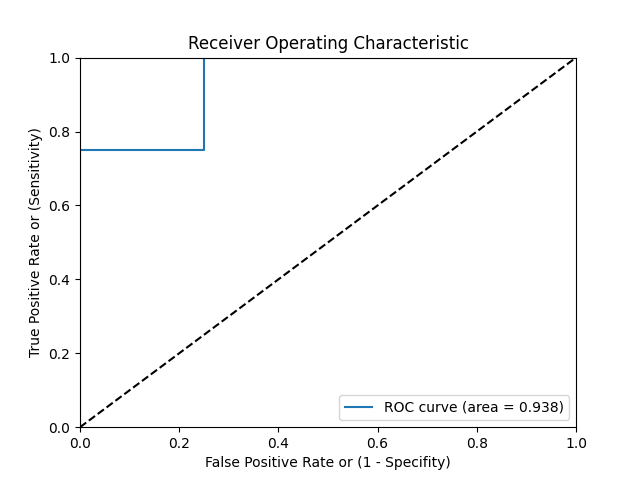 Receiver Operating Characteristic
True Positive Rate or (Sensitivity)
1.0
0.8
0.6
0.4
0.2
0.0
ROC curve (area = 0.938)
0.0 0.2 0.4 0.6 0.8 1.0
False Positive Rate or (1 - Specifity)